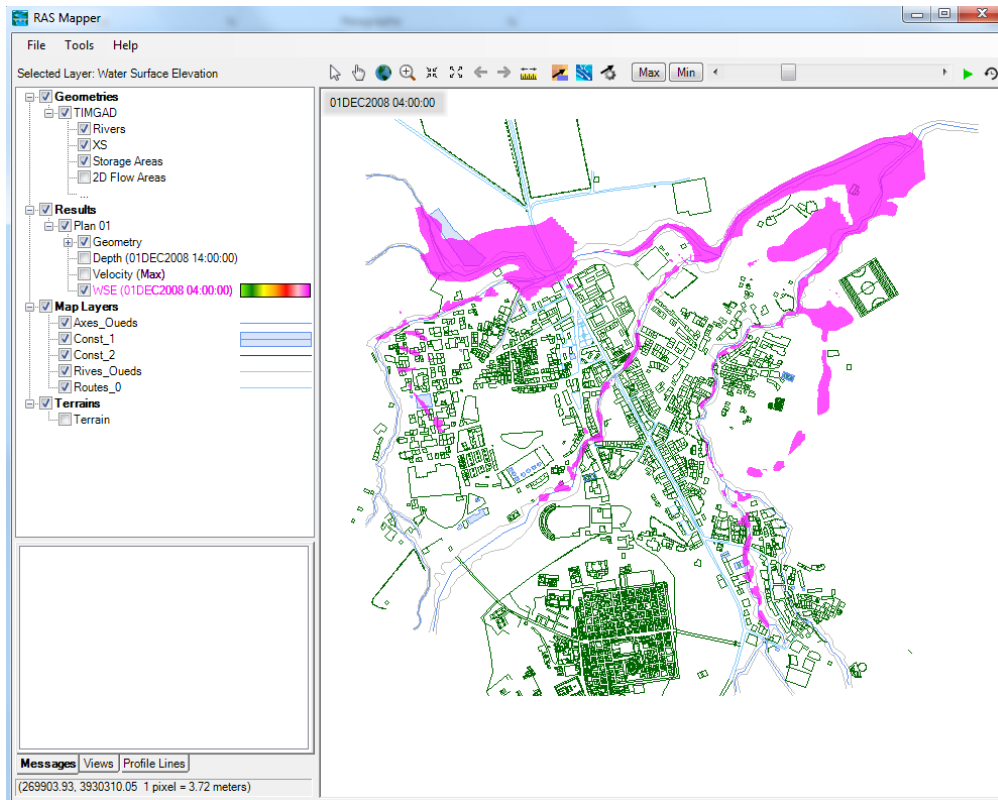 RAS Mapper
File Tools Help
Selected Layer: Water Surface Elevation
Max Min
Geometries
TIMGAD
Rivers
XS
Storage Areas
2D Flow Areas
...
Results
Plan 01
Geometry
Depth (01DEC2008 14:00:00)
Velocity (Max)
WSE (01DEC2008 04:00:00)
Map Layers
Axes_Oueds
Const_1
Const_2
Rives_Oueds
Routes_0
Terrains
Terrain
01DEC2008 04:00:00
Messages Views Profile Lines
(269903.93, 3930310.05 1 pixel = 3.72 meters)